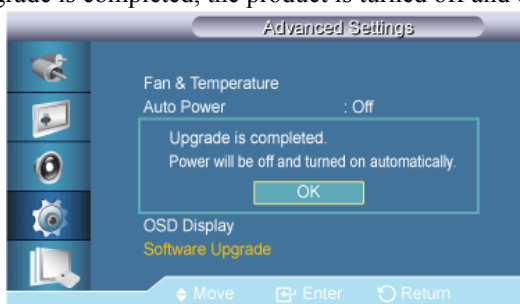 grade is completed, the product is turned off and
Advanced Settings
Fan & Temperature
Auto Power : Off
Upgrade is completed.
Power will be off and turned on automatically.
OK
OSD Display
Software Upgrade
Move Enter Return